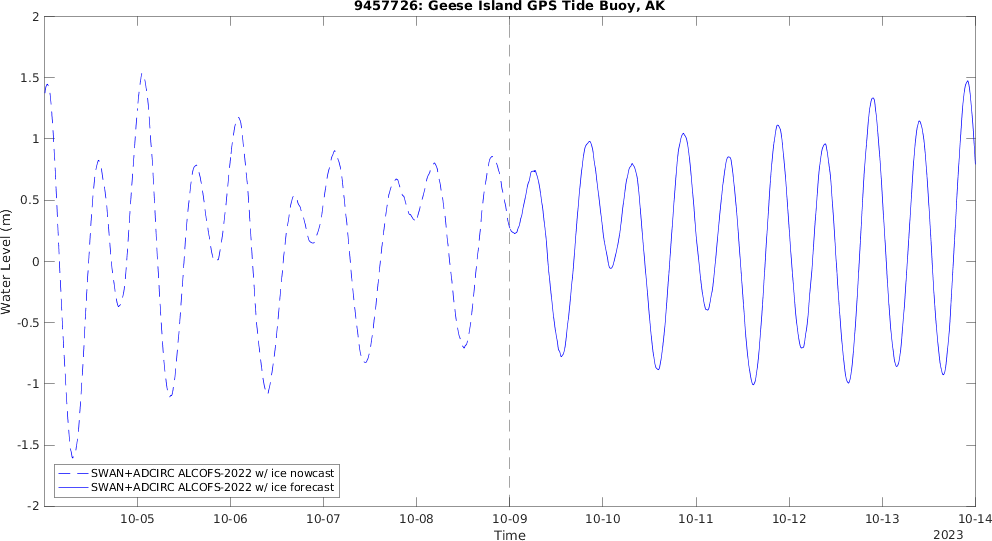 9457726: Geese Island GPS Tide Buoy, AK
Water Level (m)
2
1.5
1
0.5
0
-0.5
-1
-1.5
-2
SWAN+ADCIRC ALCOFS-2022 w/ ice nowcast
SWAN+ADCIRC ALCOFS-2022 w/ ice forecast
10-05 10-06 10-07 10-08 10-09 10-10 10-11 10-12 10-13 10-14
Time
2023